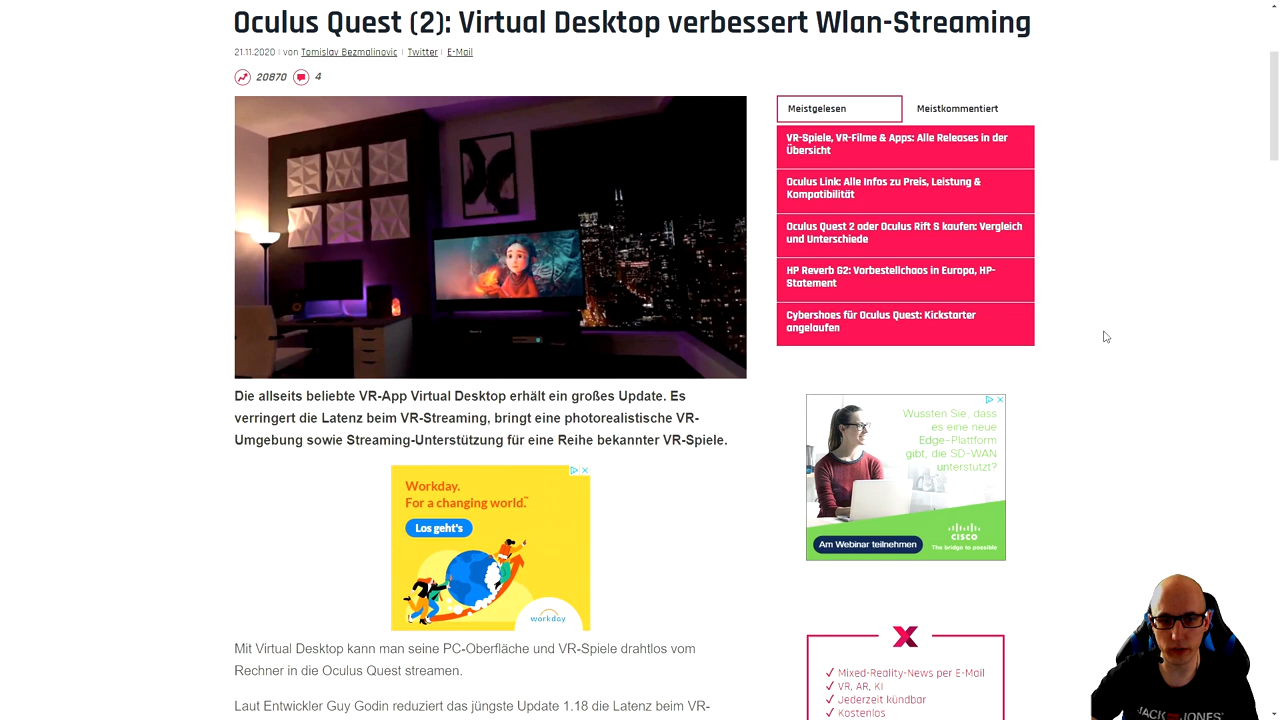 Oculus Quest (2): Virtual Desktop verbessert Wlan-Streaming
21.11.2020 | von Tomislav Bezmalinovic | Twitter | E-Mail
20870 4
Meistgelesen
Meistkommentiert
VR-Spiele, VR-Filme & Apps: Alle Releases in der
Übersicht
Oculus Link: Alle Infos zu Preis, Leistung &
Kompatibilität
Oculus Quest 2 oder Oculus Rift S kaufen: Vergleich
und Unterschiede
HP Reverb G2: Vorbestellchaos in Europa, HP-
Statement
Cybershoes für Oculus Quest: Kickstarter
angelaufen
Die allseits beliebte VR-App Virtual Desktop erhält ein großes Update. Es
verringert die Latenz beim VR-Streaming, bringt eine photorealistische VR-
Umgebung sowie Streaming-Unterstützung für eine Reihe bekannter VR-Spiele.
Workday.
For a changing world.™
Los geht's
workday
Wussten Sie, dass
es eine neue
Edge-Plattform
gibt, die SD-WAN
unterstützt?
Am Webinar teilnehmen
CISCO
The bridge to possible
Mit Virtual Desktop kann man seine PC-Oberfläche und VR-Spiele drahtlos vom
Rechner in die Oculus Quest streamen.
Laut Entwickler Guy Godin reduziert das jüngste Update 1.18 die Latenz beim VR-
X
✓ Mixed-Reality-News per E-Mail
✓ VR, AR, KI
✓ Jederzeit kündbar
✓ Kostenlos
JACK JONES